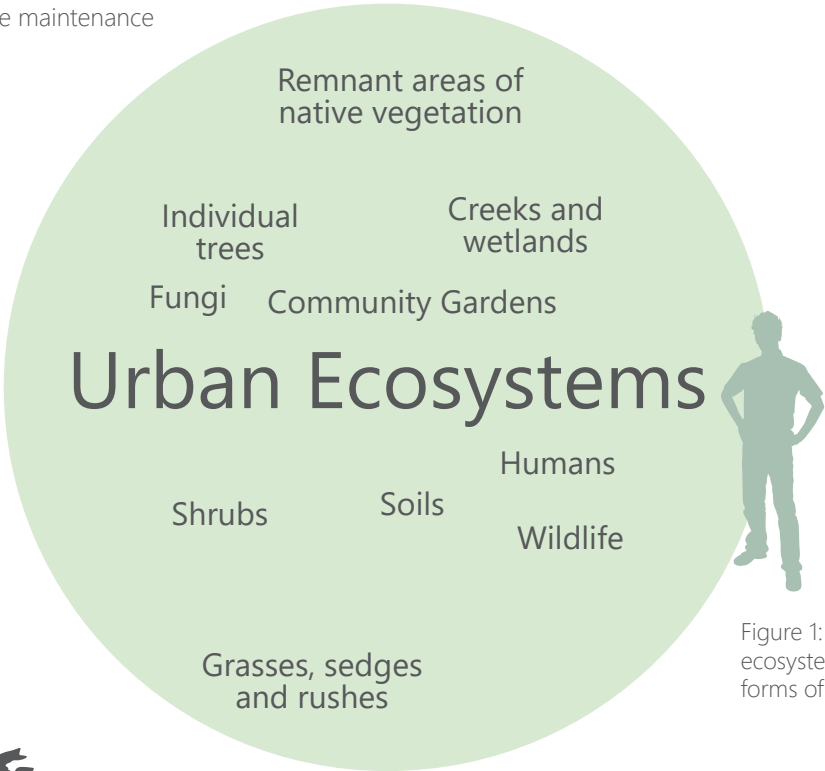 maintenance
Remnant areas of
native vegetation
Individual
trees
Creeks and
wetlands
Fungi
Community Gardens
Urban Ecosystems
Humans
Shrubs
Soils
Wildlife
Grasses, sedges
and rushes
Figure 1:
forms of